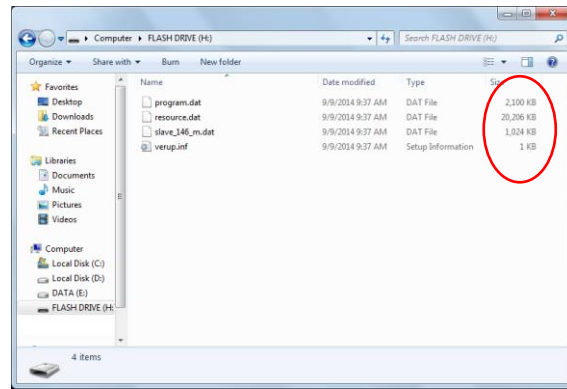 Computer ▸ FLASH DRIVE (H:)
Search FLASH DRIVE (H:)
Organize Share with Burn New folder
Favorites
Desktop
Downloads
Recent Places
Libraries
Documents
Music
Pictures
Videos
Computer
Local Disk (C:)
Local Disk (D:)
DATA (E:)
FLASH DRIVE (H:
Name Date modified Type Size
program.dat 9/9/2014 9:37 AM DAT File 2,100 KB
resource.dat 9/9/2014 9:37 AM DAT File 20,206 KB
slave_146_m.dat 9/9/2014 9:37 AM DAT File 1,024 KB
verup.inf 9/9/2014 9:37 AM Setup Information 1 KB
4 items